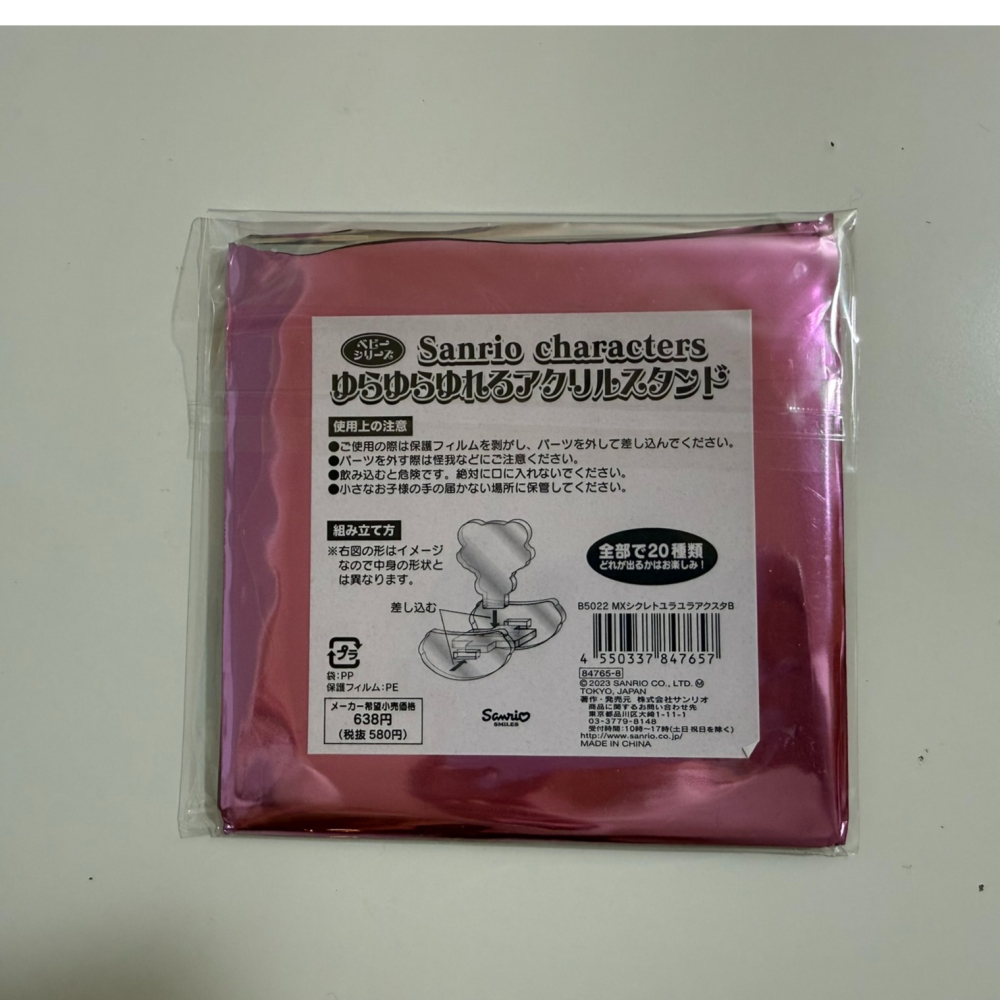 ベビー
シリーズ
Sanrio characters
ゆらゆらゆれるアクリルスタンド
使用上の注意
●ご使用の際は保護フィルムを剥がし、パーツを外して差し込んでください。
●パーツを外す際は怪我などにご注意ください。
●飲み込むと危険です。絶対に口に入れないでください。
●小さなお子様の手の届かない場所に保管してください。
組み立て方
※右図の形はイメージ
なので中身の形状と
は異なります。
差し込む
全部で20種類
どれが出るかはお楽しみ!
プラ
袋:PP
保護フィルム:PE
メーカー希望小売価格
638円
(税抜 580円)
Sanrio
SMILES
B5022 MXシクレトユラユラアクスタB
4 550337 847657
84765-8
©2023 SANRIO CO., LTD. Ⓜ
TOKYO, JAPAN
著作・発売元 株式会社サンリオ
商品に関するお問い合わせ先
東京都品川区大崎1-11-1
03-3779-8148
受付時間:10時〜17時(土日祝日を除く)
http://www.sanrio.co.jp/
MADE IN CHINA